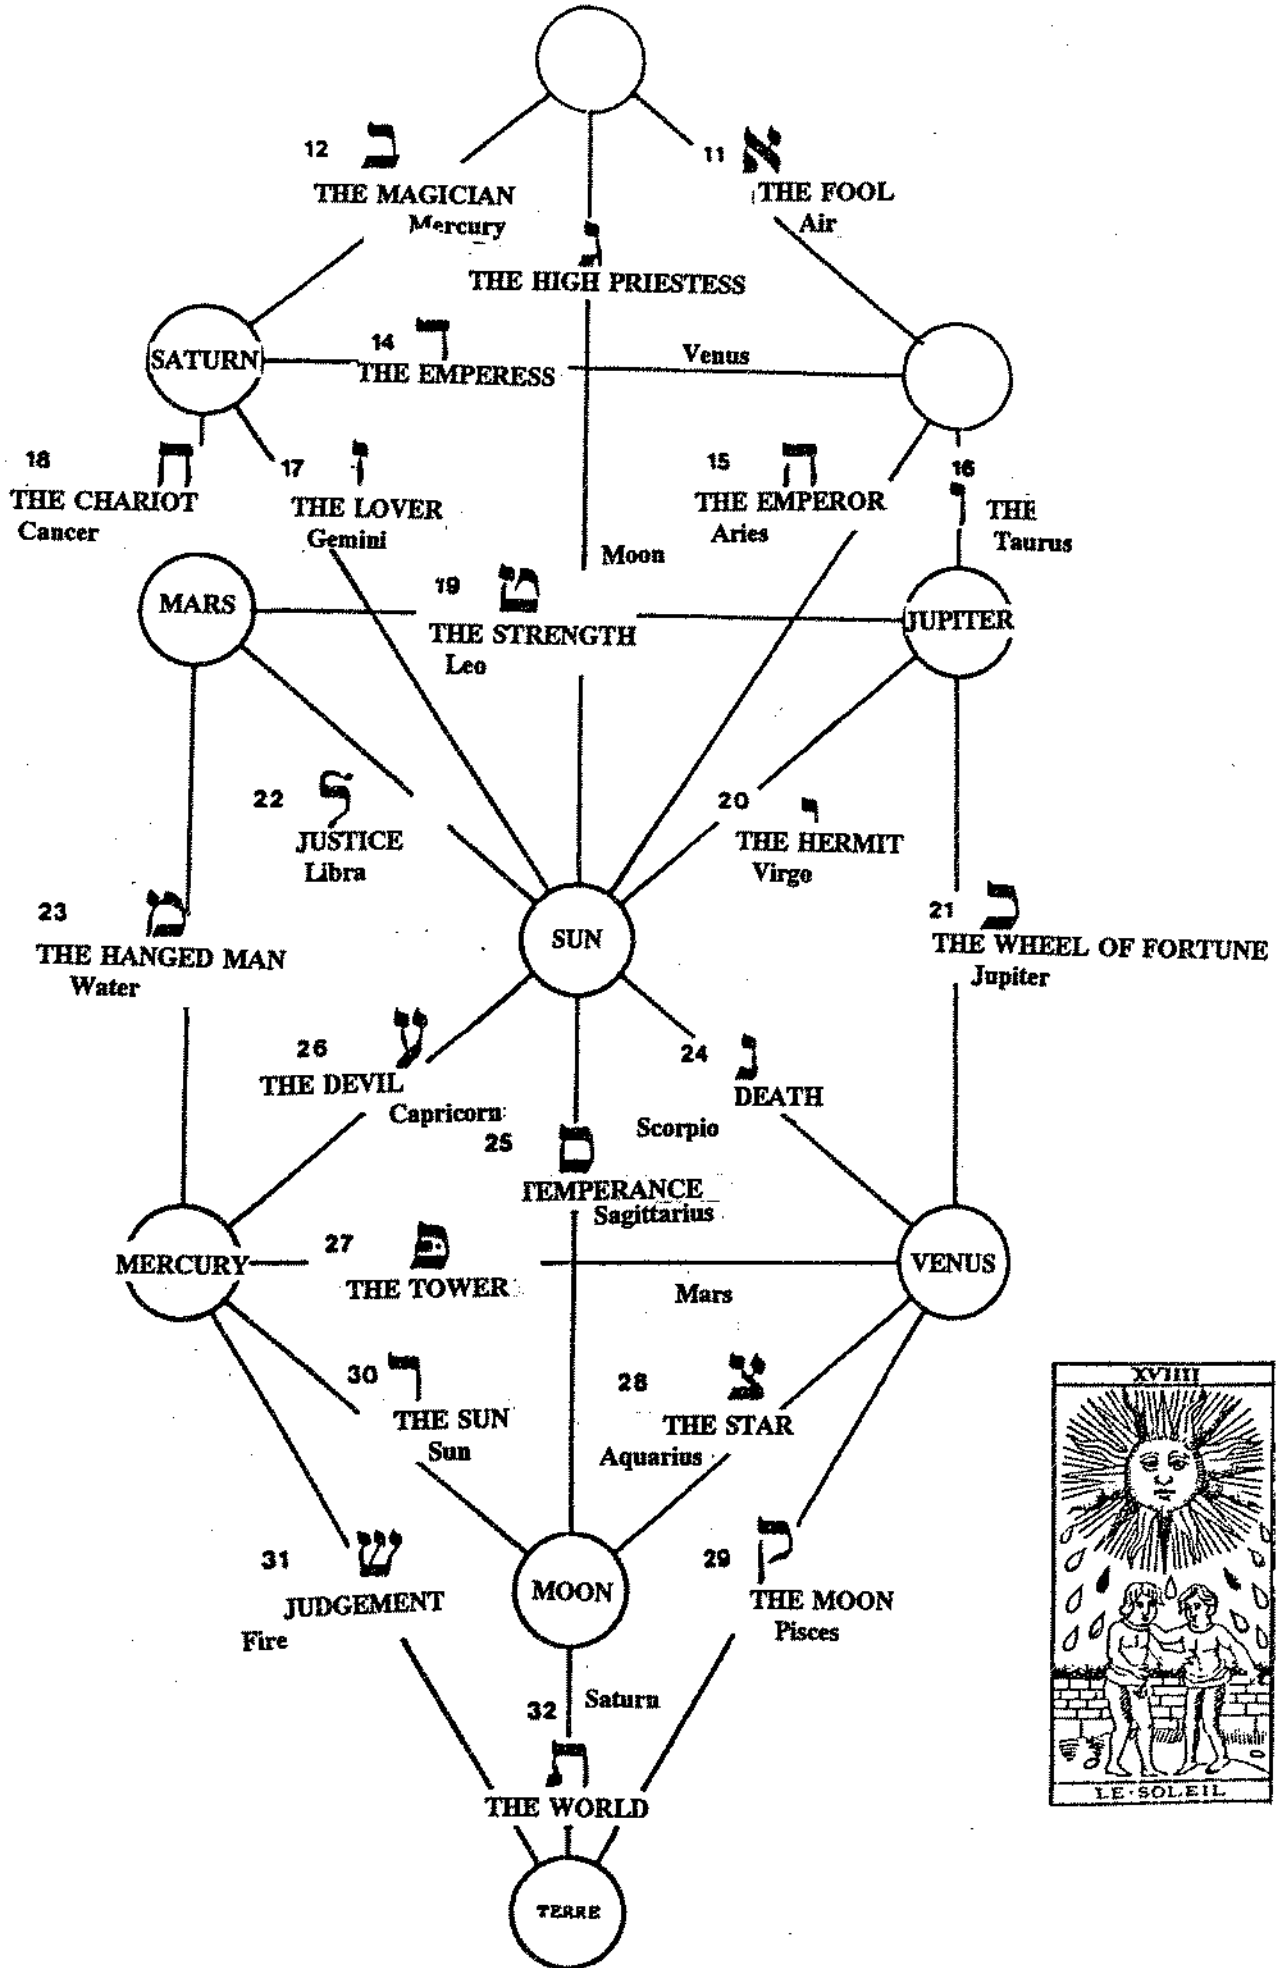 12 ב
11 א
THE MAGICIAN
Mercury
THE FOOL
Air
ג
THE HIGH PRIESTESS
SATURN
14 ד
THE EMPERESS
Venus
18 ח
THE CHARIOT
Cancer
17 ז
THE LOVER
Gemini
15 ה
THE EMPEROR
Aries
16
ו THE
Taurus
Moon
MARS
19 ט
THE STRENGTH
Leo
JUPITER
22 ל
JUSTICE
Libra
20 י
THE HERMIT
Virgo
23 מ
THE HANGED MAN
Water
SUN
21 כ
THE WHEEL OF FORTUNE
Jupiter
26 ע
THE DEVIL
Capricorn
24 נ
DEATH
Scorpio
25 ס
TEMPERANCE
Sagittarius
MERCURY
27 פּ
THE TOWER
Mars
VENUS
30 ר
THE SUN
Sun
28 צ
THE STAR
Aquarius
XVIIII
31 ש
JUDGEMENT
Fire
MOON
29 ק
THE MOON
Pisces
32 Saturn
ת
THE WORLD
LE·SOLEIL
TERRE